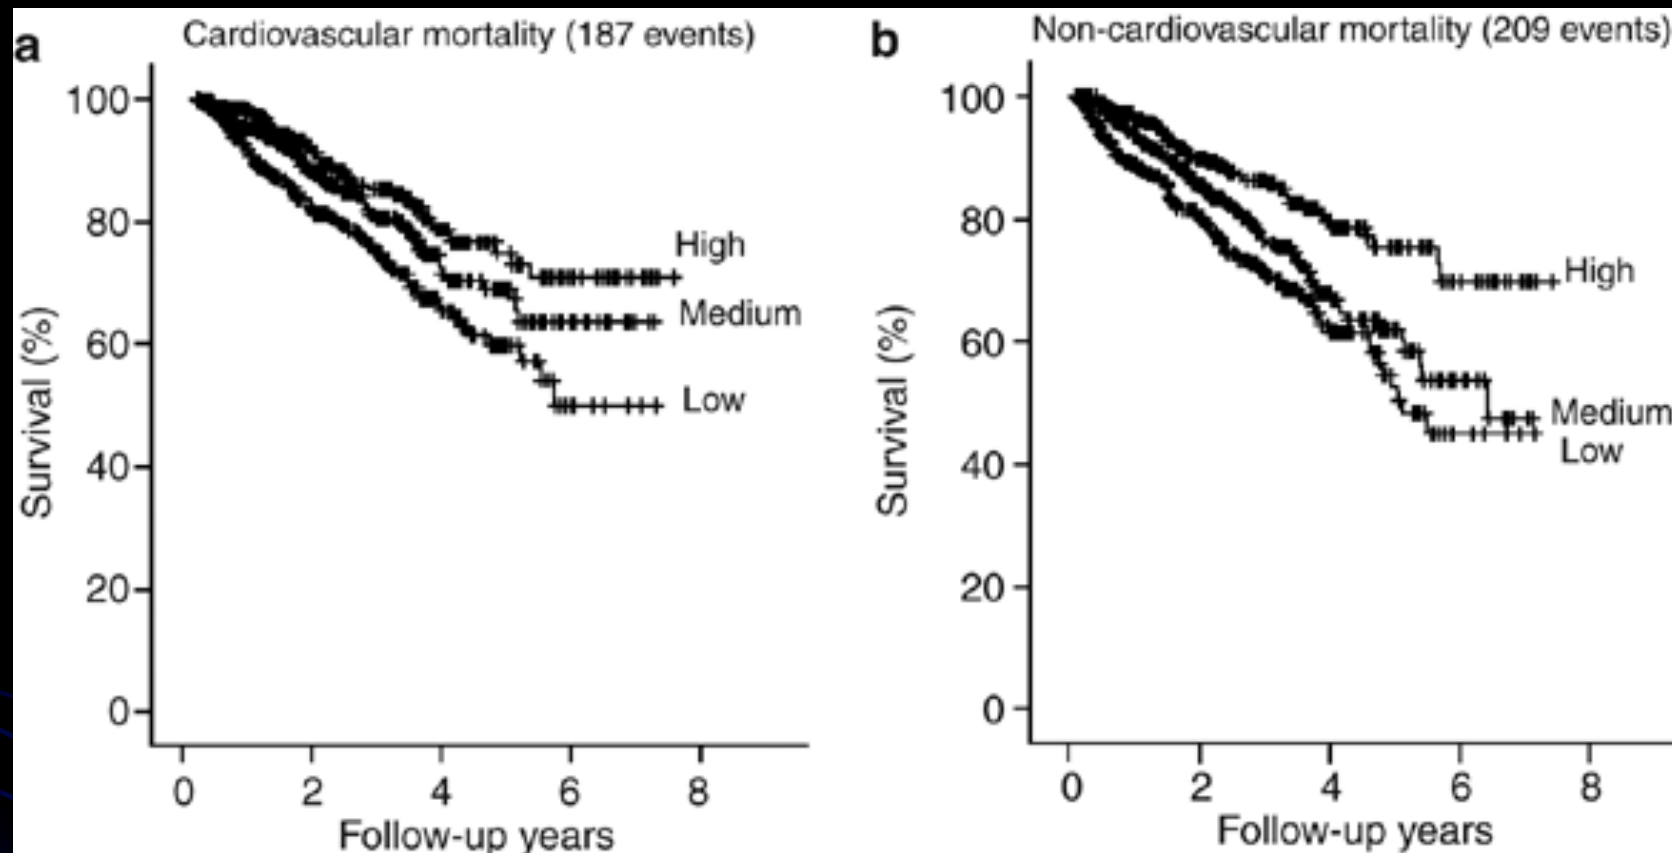 a
Cardiovascular mortality (187 events)
100
80
60
40
20
0
Survival (%)
High
Medium
Low
0 2 4 6 8
Follow-up years
b
Non-cardiovascular mortality (209 events)
100
80
60
40
20
0
Survival (%)
High
Medium
Low
0 2 4 6 8
Follow-up years